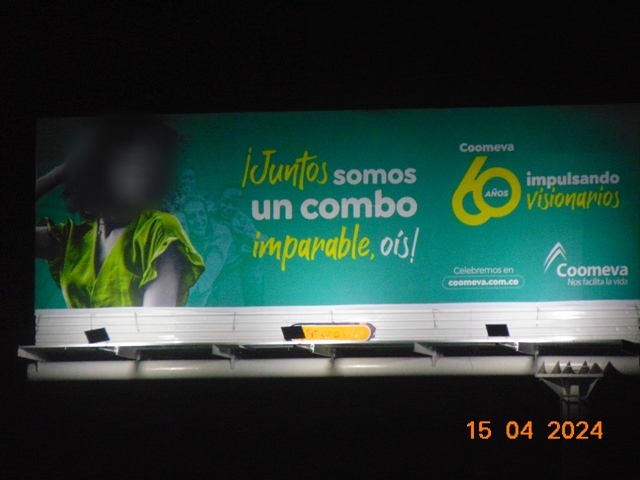 ¡Juntos somos
un combo
imparable, oís!
Coomeva
60 AÑOS
impulsando
visionarios
Celebremos en
coomeva.com.co
Coomeva
Nos facilita la vida
15 04 2024